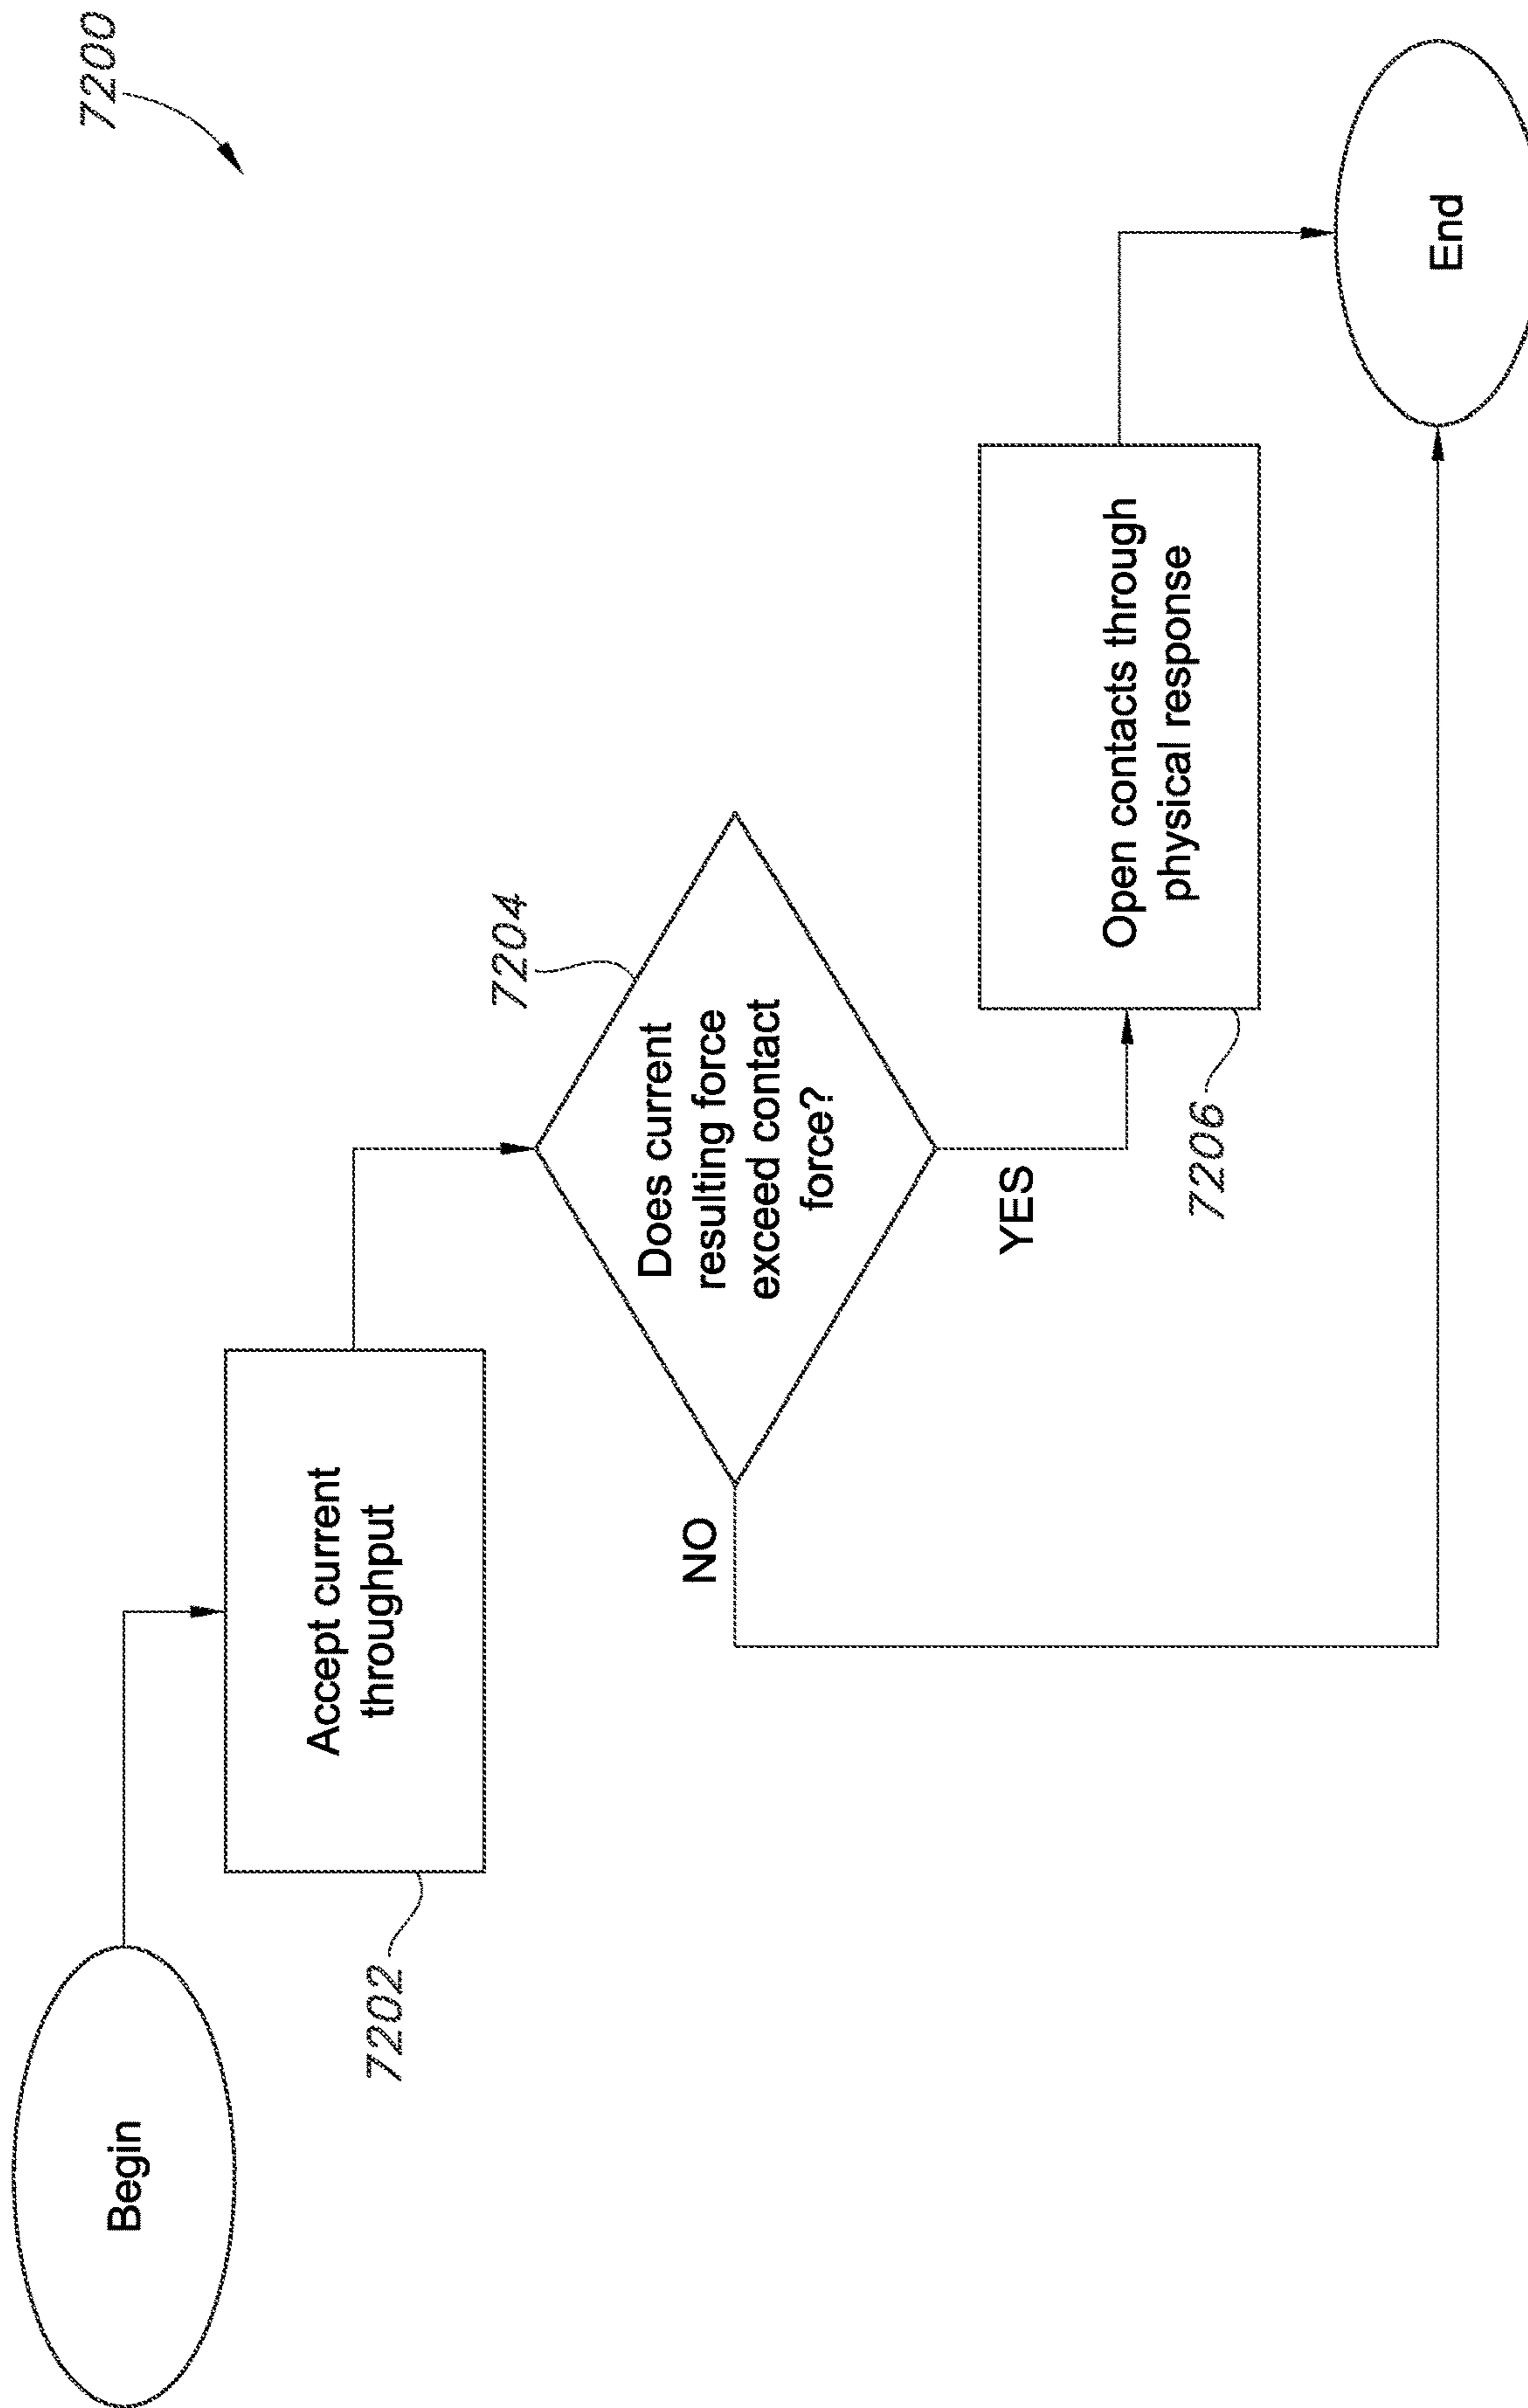 7200
Begin
Accept current
throughput
7202
Does current
resulting force
exceed contact
force?
7204
NO
YES
Open contacts through
physical response
7206
End